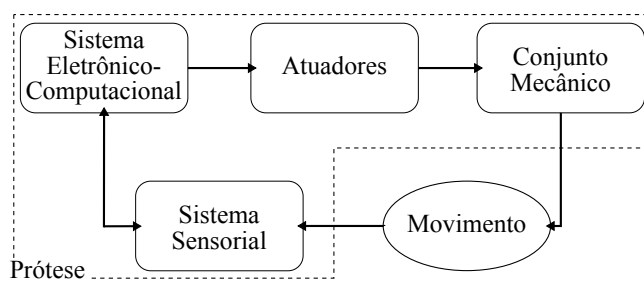 Sistema
Eletrônico-
Computacional
Atuadores
Conjunto
Mecânico
Sistema
Sensorial
Movimento
Prótese